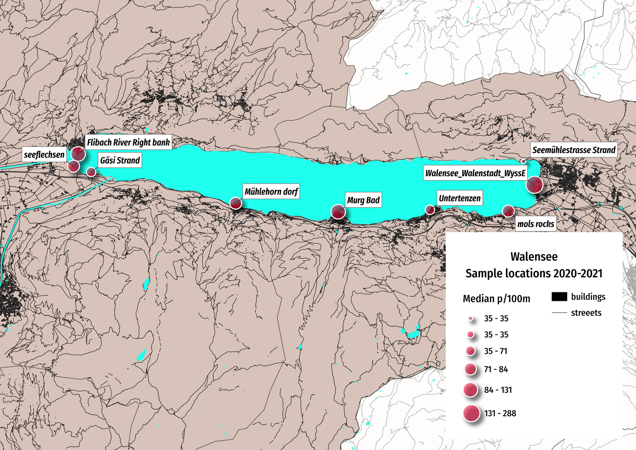 Flibach River Right bank
seeflechsen
Gäsi Strand
Seemühlestrasse Strand
Walensee_Walenstadt_WyssE
Mühlehorn dorf
Murg Bad
Untertenzen
mols rocks
Walensee
Sample locations 2020-2021
Median p/100m
buildings
streeets
35 - 35
35 - 35
35 - 71
71 - 84
84 - 131
131 - 288